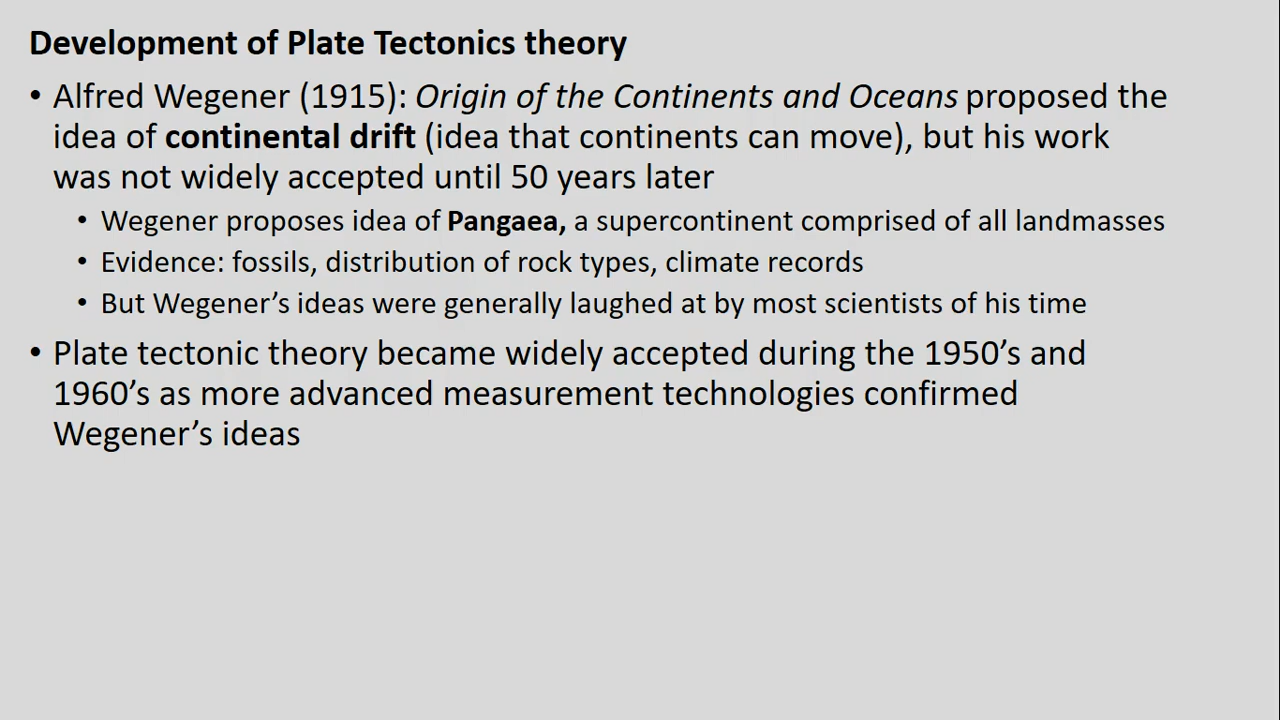 Development of Plate Tectonics theory
• Alfred Wegener (1915): Origin of the Continents and Oceans proposed the
idea of continental drift (idea that continents can move), but his work
was not widely accepted until 50 years later
• Wegener proposes idea of Pangaea, a supercontinent comprised of all landmasses
• Evidence: fossils, distribution of rock types, climate records
• But Wegener’s ideas were generally laughed at by most scientists of his time
• Plate tectonic theory became widely accepted during the 1950’s and
1960’s as more advanced measurement technologies confirmed
Wegener’s ideas